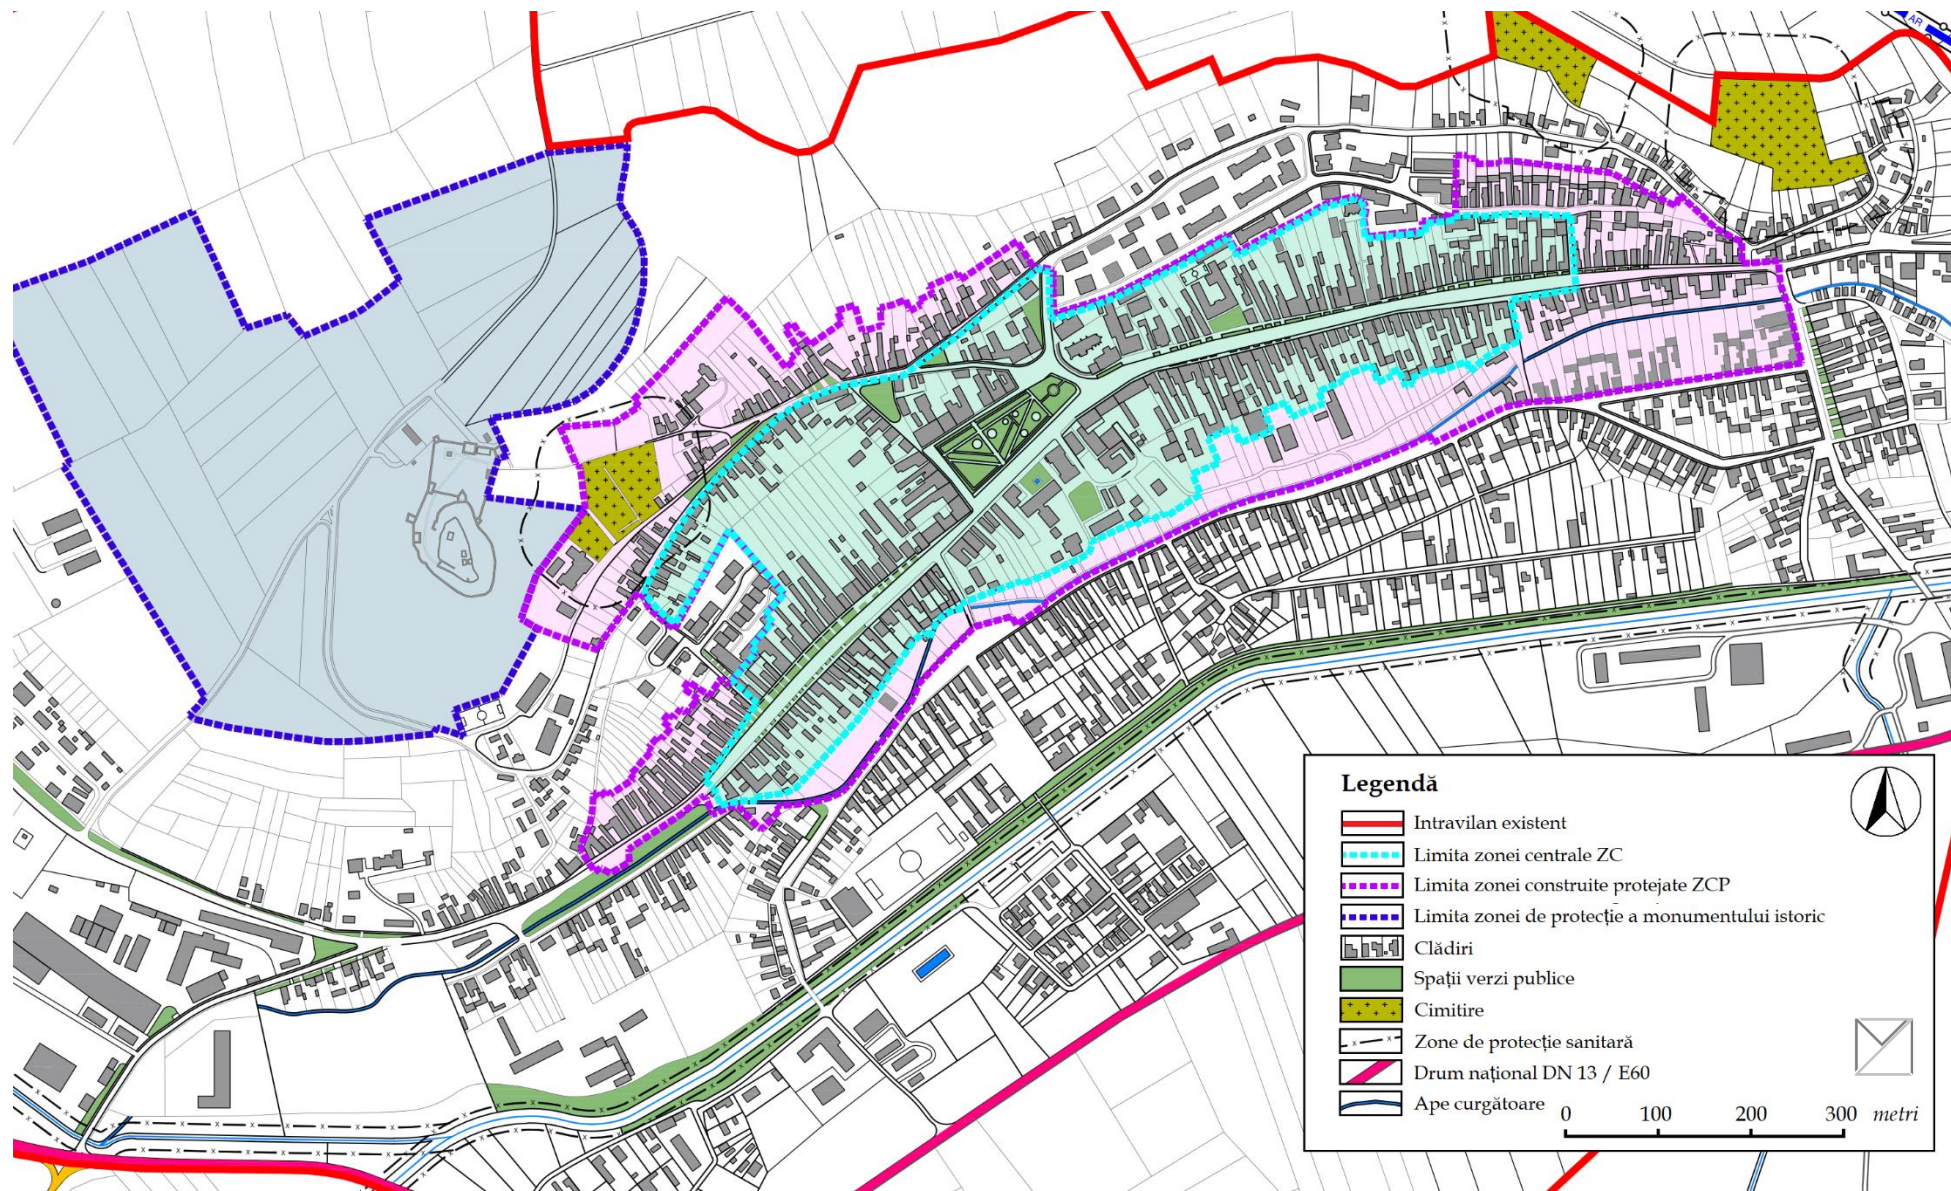 AR
Legendă
Intravilan existent
Limita zonei centrale ZC
Limita zonei construite protejate ZCP
Limita zonei de protecție a monumentului istoric
Clădiri
Spații verzi publice
Cimitire
Zone de protecție sanitară
Drum național DN 13 / E60
Ape curgătoare
0 100 200 300 metri